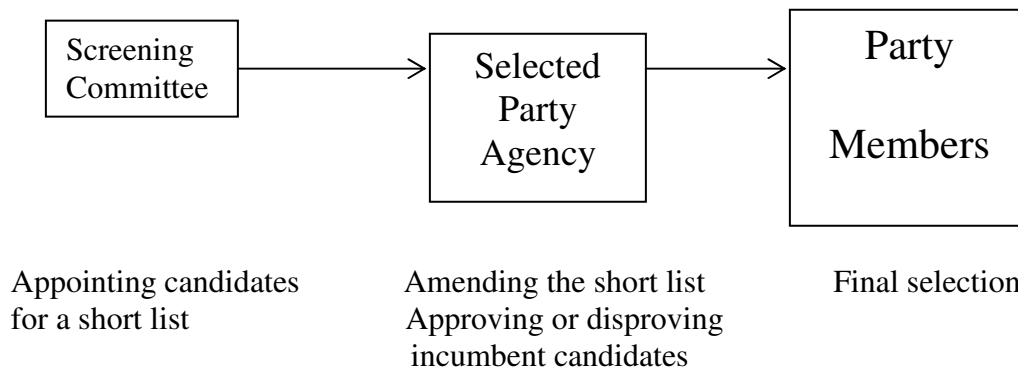 Screening
Committee
Selected
Party
Agency
Party
Members
Appointing candidates
for a short list
Amending the short list
Approving or disproving
incumbent candidates
Final selection